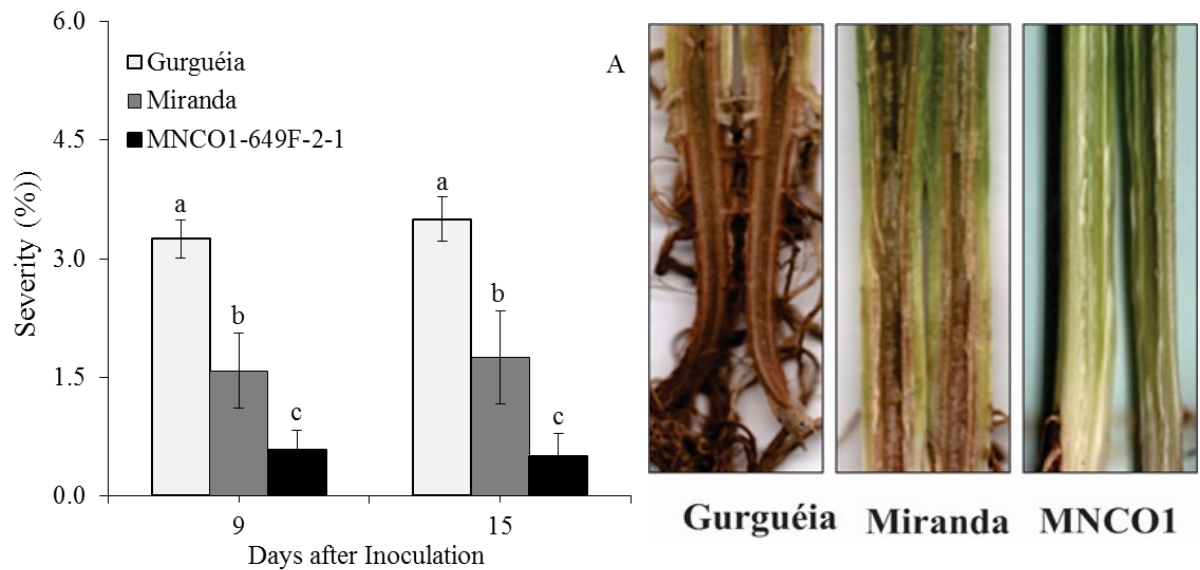 6.0
4.5
3.0
1.5
0.0
Severity (%))
Gurguéia
Miranda
MNCO1-649F-2-1
a
b
c
a
b
c
9
15
Days after Inoculation
A
Gurguéia
Miranda
MNCO1